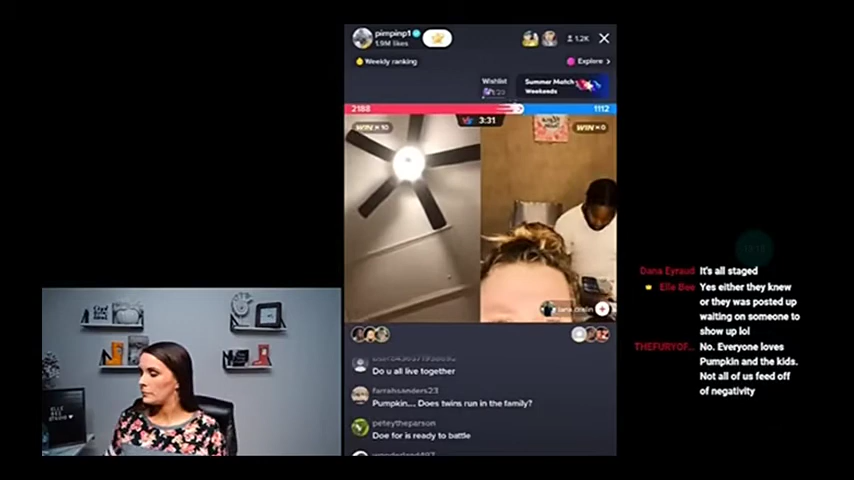 pimpinp1
1.9M likes
1.2K
Weekly ranking
Explore
Wishlist
Summer Match
Weekends
2188
1112
WIN × 10
3:31
WIN × 0
Do u all live together
farrahsanders23
Pumpkin.... Does twins run in the family?
peteytheparson
Doe for is ready to battle
Dana Eyraud It's all staged
Elle Bee Yes either they knew
or they was posted up
waiting on someone to
show up lol
THEFURYOF... No. Everyone loves
Pumpkin and the kids.
Not all of us feed off
of negativity
ELLE
BEE